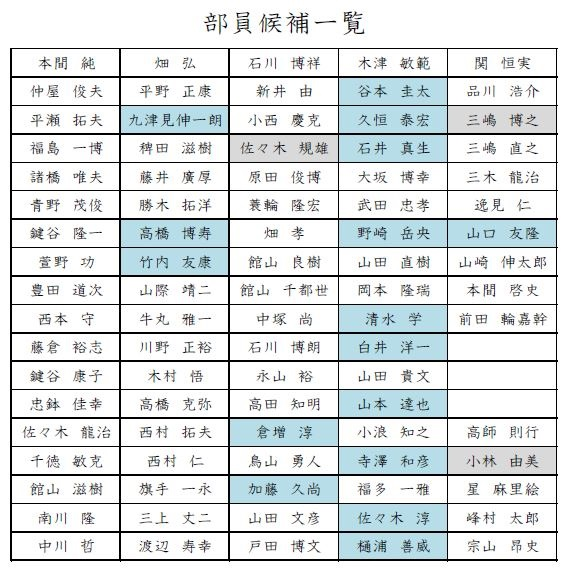 部員候補一覧
本間 純 畑 弘 石川 博祥 木津 敏範 関 恒実
仲屋 俊夫 平野 正康 新井 由 谷本 圭太 品川 浩介
平瀬 拓夫 九津見伸一朗 小西 慶克 久恒 泰宏 三嶋 博之
福島 一博 稗田 滋樹 佐々木 規雄 石井 真生 三嶋 直之
諸橋 唯夫 藤井 廣厚 原田 俊博 大坂 博幸 三木 龍治
青野 茂俊 勝木 拓洋 蓑輪 隆宏 武田 忠孝 逸見 仁
鍵谷 隆一 高橋 博寿 畑 孝 野崎 岳央 山口 友隆
萱野 功 竹内 友康 館山 良樹 山田 直樹 山崎 伸太郎
豊田 道次 山際 靖二 館山 千都世 岡本 隆瑞 本間 啓史
西本 守 牛丸 雅一 中塚 尚 清水 学 前田 輪嘉幹
藤倉 裕志 川野 正裕 石川 博朗 白井 洋一
鍵谷 康子 木村 悟 永山 裕 山田 貴文
忠鉢 佳幸 高橋 克弥 高田 知明 山本 達也
佐々木 龍治 西村 拓夫 倉増 淳 小浪 知之 高師 則行
千徳 敏克 西村 仁 鳥山 勇人 寺澤 和彦 小林 由美
館山 滋樹 旗手 一永 加藤 久尚 福多 一雅 星 麻里絵
南川 隆 三上 丈二 山田 文彦 佐々木 淳 峰村 太郎
中川 哲 渡辺 寿幸 戸田 博文 樋浦 善威 宗山 昂史